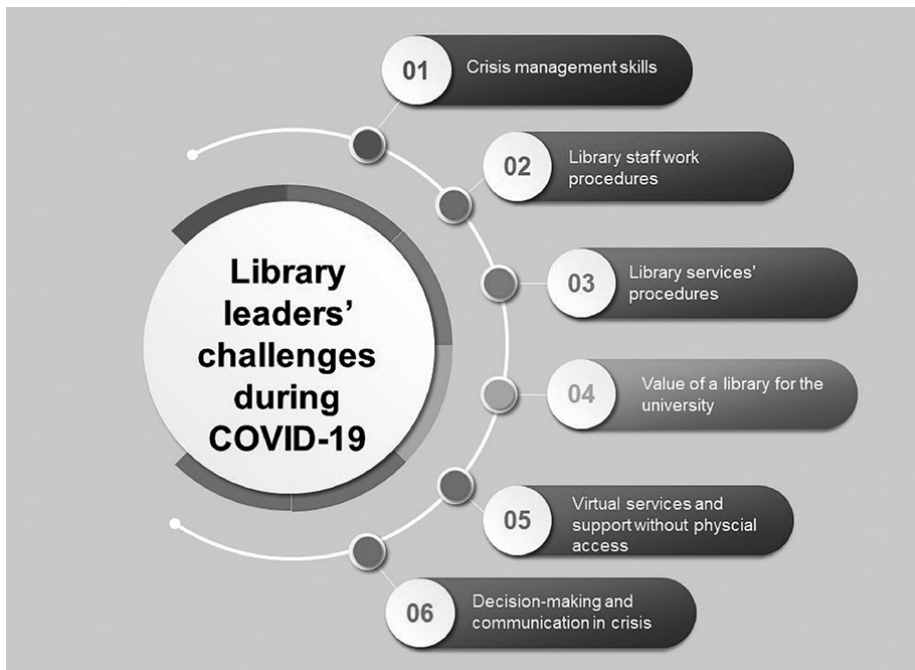 Library
leaders’
challenges
during
COVID-19
01
Crisis management skills
02
Library staff work
procedures
03
Library services’
procedures
04
Value of a library for the
university
05
Virtual services and
support without physcial
access
06
Decision-making and
communication in crisis